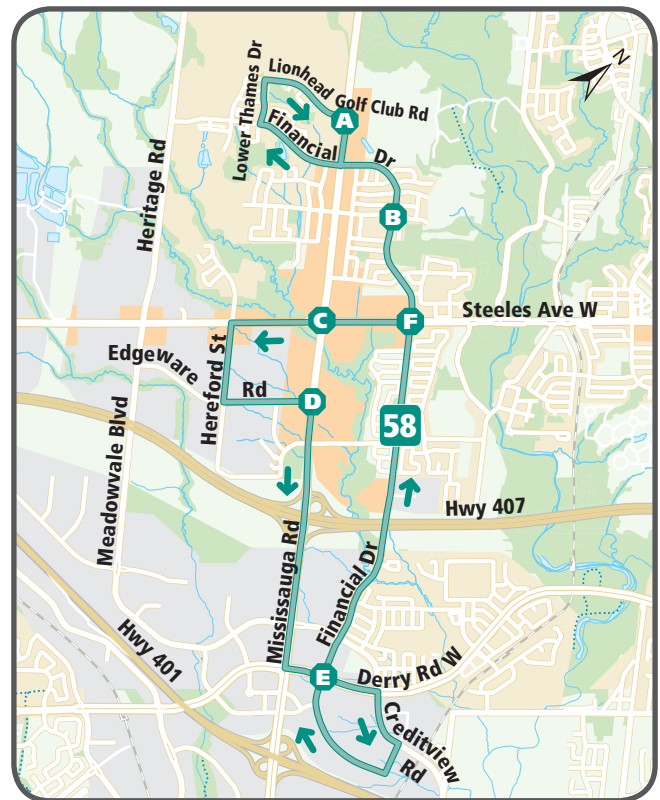 N
Lower Thames Dr
Lionhead Golf Club Rd
A
Financial Dr
B
Heritage Rd
C
F
Steeles Ave W
Edgeware Rd
Hereford St
D
58
Meadowvale Blvd
Hwy 407
Mississauga Rd
Financial Dr
Hwy 401
E
Derry Rd W
Creditview Rd